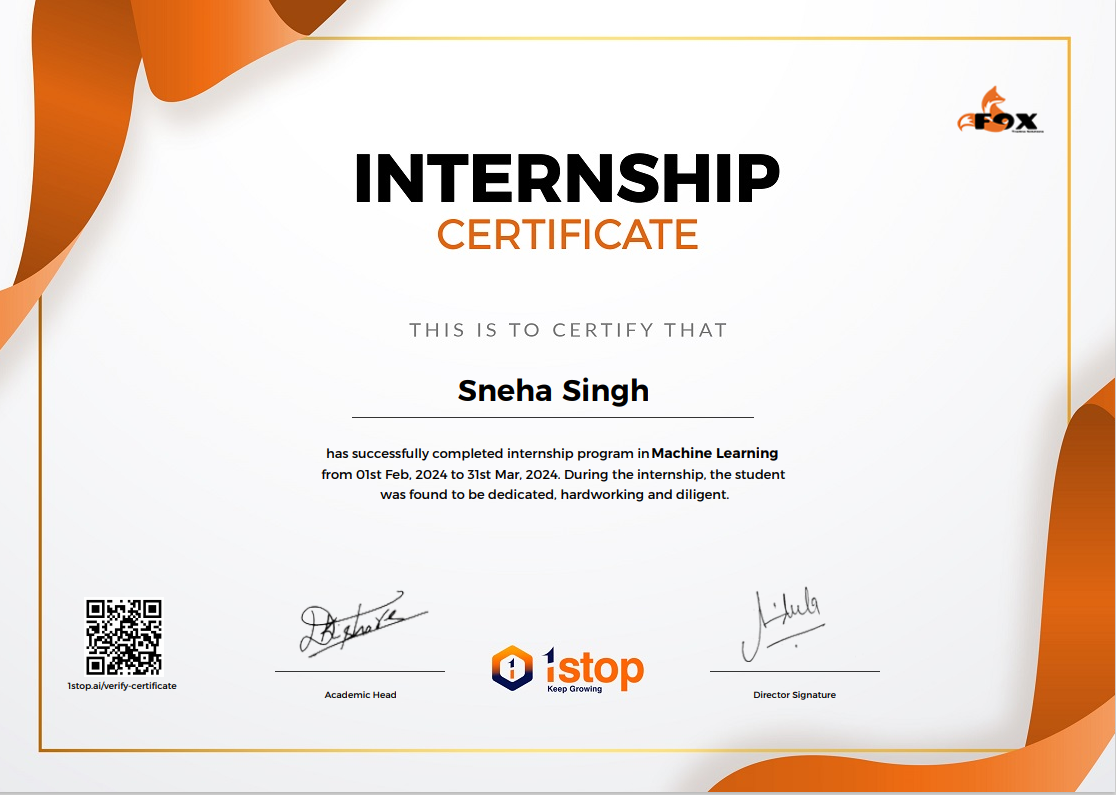 FOX
INTERNSHIP
CERTIFICATE
THIS IS TO CERTIFY THAT
Sneha Singh
has successfully completed internship program in Machine Learning
from 01st Feb, 2024 to 31st Mar, 2024. During the internship, the student
was found to be dedicated, hardworking and diligent.
1stop.ai/verify-certificate
Academic Head
1stop
Keep Growing
Director Signature